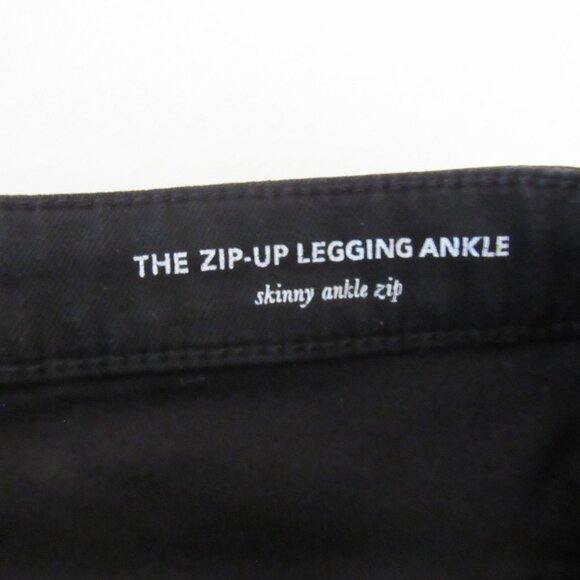 THE ZIP-UP LEGGING ANKLE
skinny ankle zip